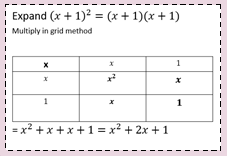 Expand (x + 1)² = (x + 1)(x + 1)
Multiply in grid method
x x 1
x x² x
1 x 1
= x² + x + x + 1 = x² + 2x + 1